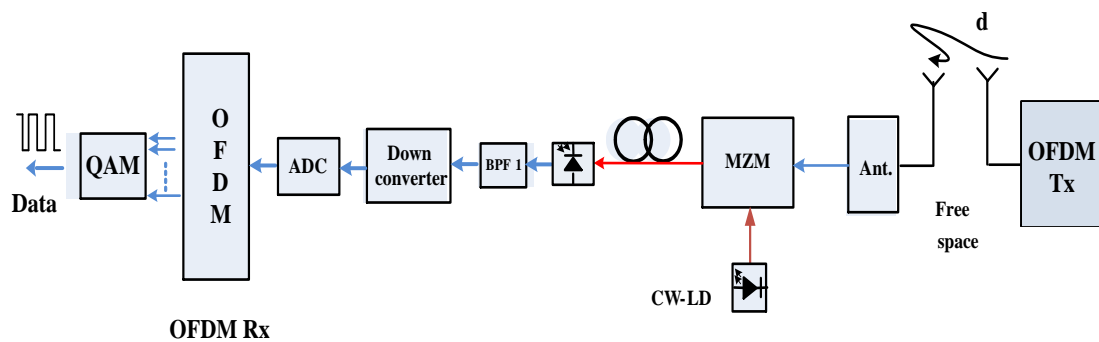 d
O
F
D
M
QAM
ADC
Down
converter
BPF 1
MZM
Ant.
OFDM
Tx
Data
Free
space
CW-LD
OFDM Rx